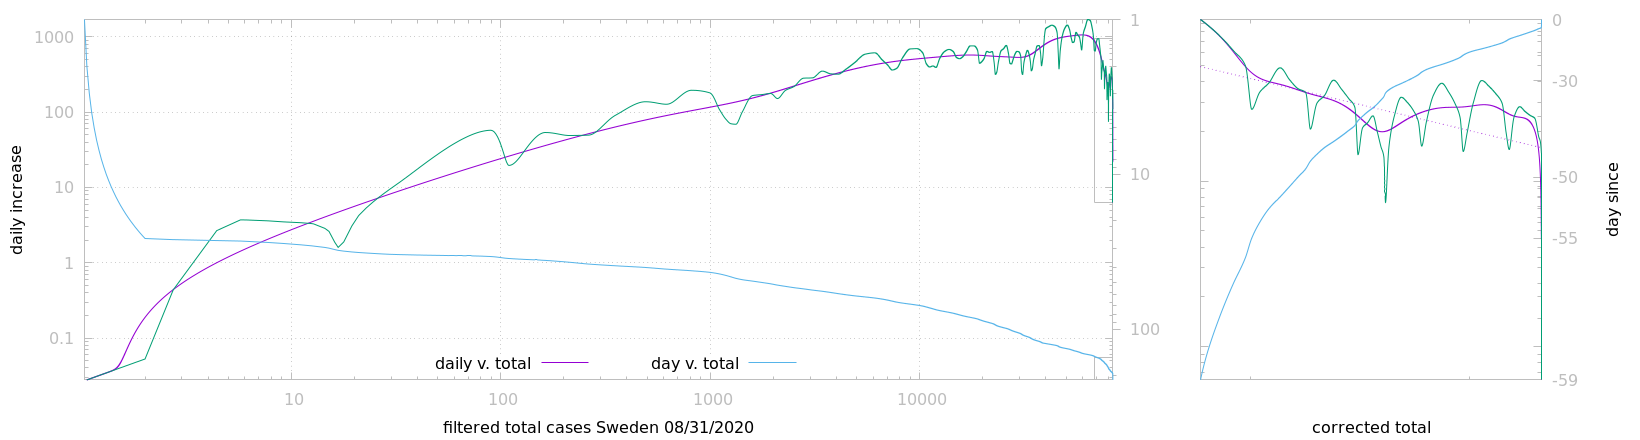 1000
100
10
1
0.1
daily increase
10
100
1000
10000
filtered total cases Sweden 08/31/2020
daily v. total
day v. total
1
10
100
0
-30
-50
-55
-59
day since
corrected total